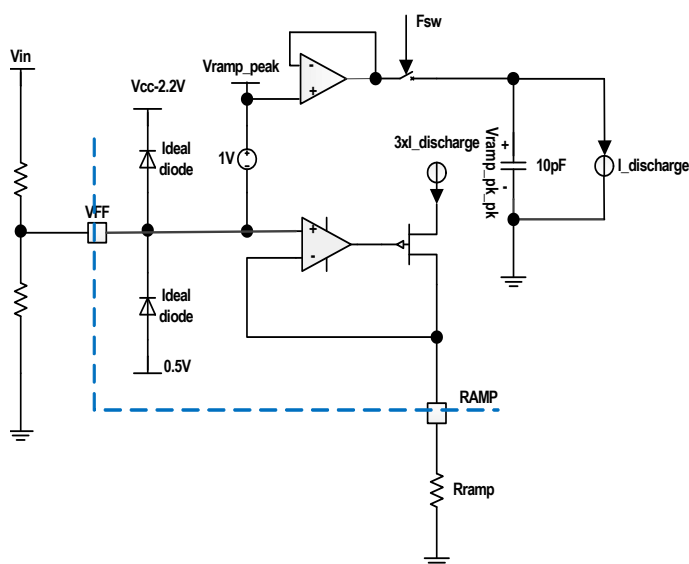 Fsw
Vin
Vramp_peak
-
+
Vcc-2.2V
Ideal
diode
1V
+
-
3xI_discharge
Vramp_pk_pk
+
-
10pF
I_discharge
VFF
+
-
Ideal
diode
0.5V
RAMP
Rramp